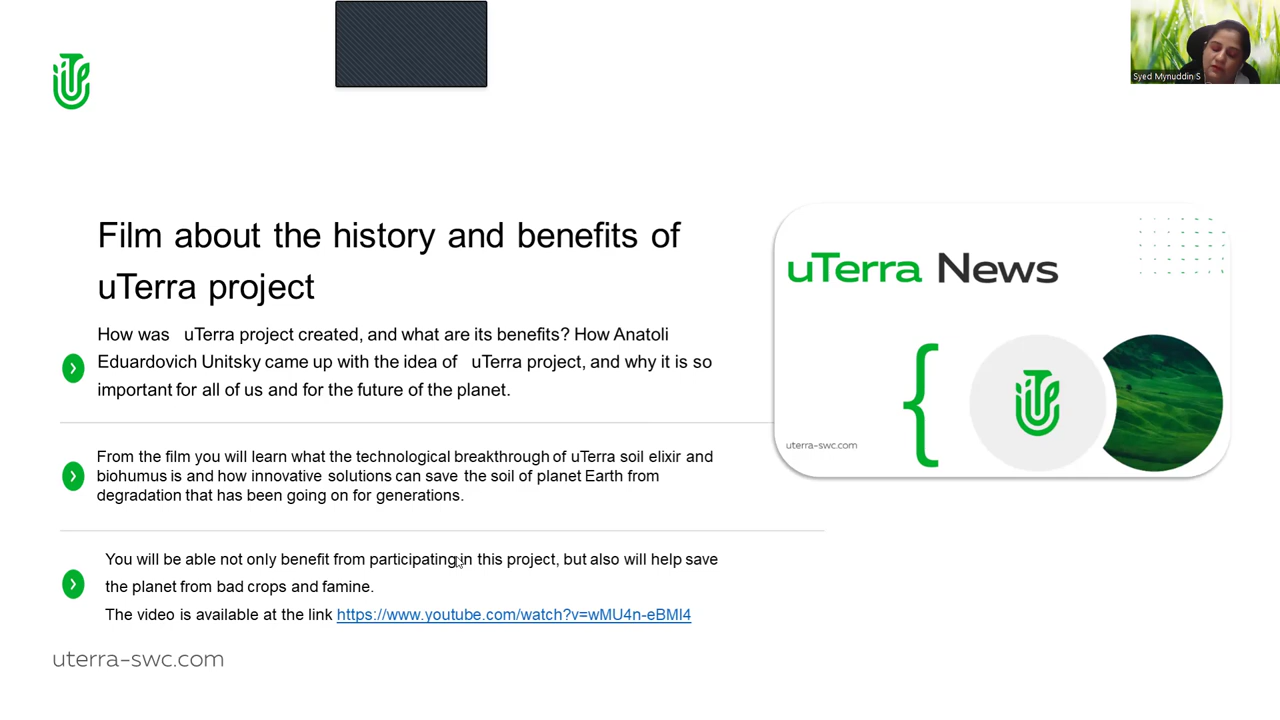 Syed Mynuddin S
Film about the history and benefits of
uTerra project
How was uTerra project created, and what are its benefits? How Anatoli
Eduardovich Unitsky came up with the idea of uTerra project, and why it is so
important for all of us and for the future of the planet.
From the film you will learn what the technological breakthrough of uTerra soil elixir and
biohumus is and how innovative solutions can save the soil of planet Earth from
degradation that has been going on for generations.
You will be able not only benefit from participating in this project, but also will help save
the planet from bad crops and famine.
The video is available at the link https://www.youtube.com/watch?v=wMU4n-eBMI4
uterra-swc.com
uTerra News
uterra-swc.com